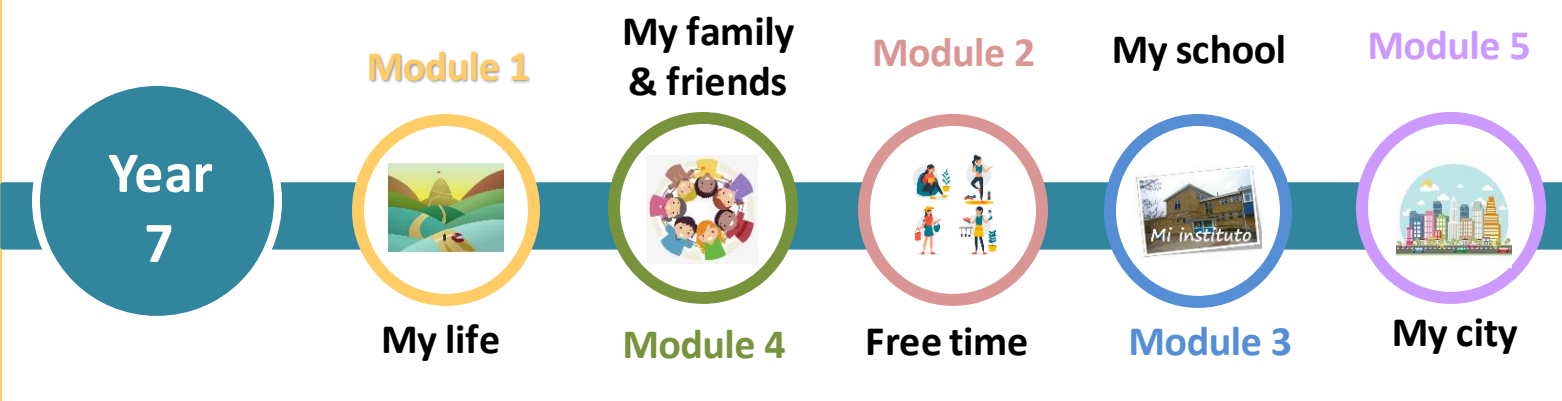 Year
7
Module 1
My life
My family
& friends
Module 4
Module 2
Free time
My school
Mi instituto
Module 3
Module 5
My city